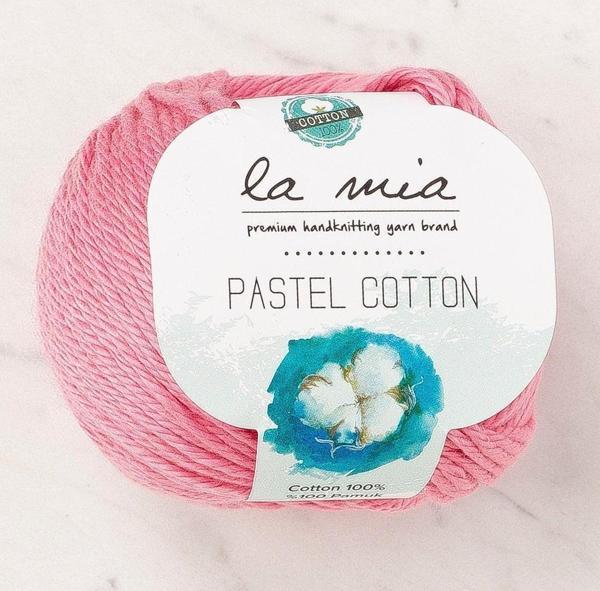 COTTON
100%
la mia
premium handknitting yarn brand
PASTEL COTTON
Cotton 100%
%100 Pamuk